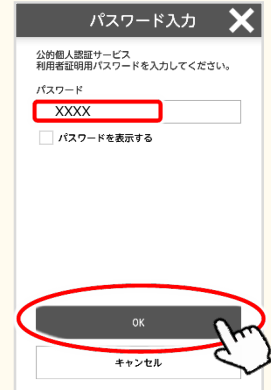 パスワード入力
公的個人認証サービス
利用者証明用パスワードを入力してください。
パスワード
XXXX
パスワードを表示する
OK
キャンセル